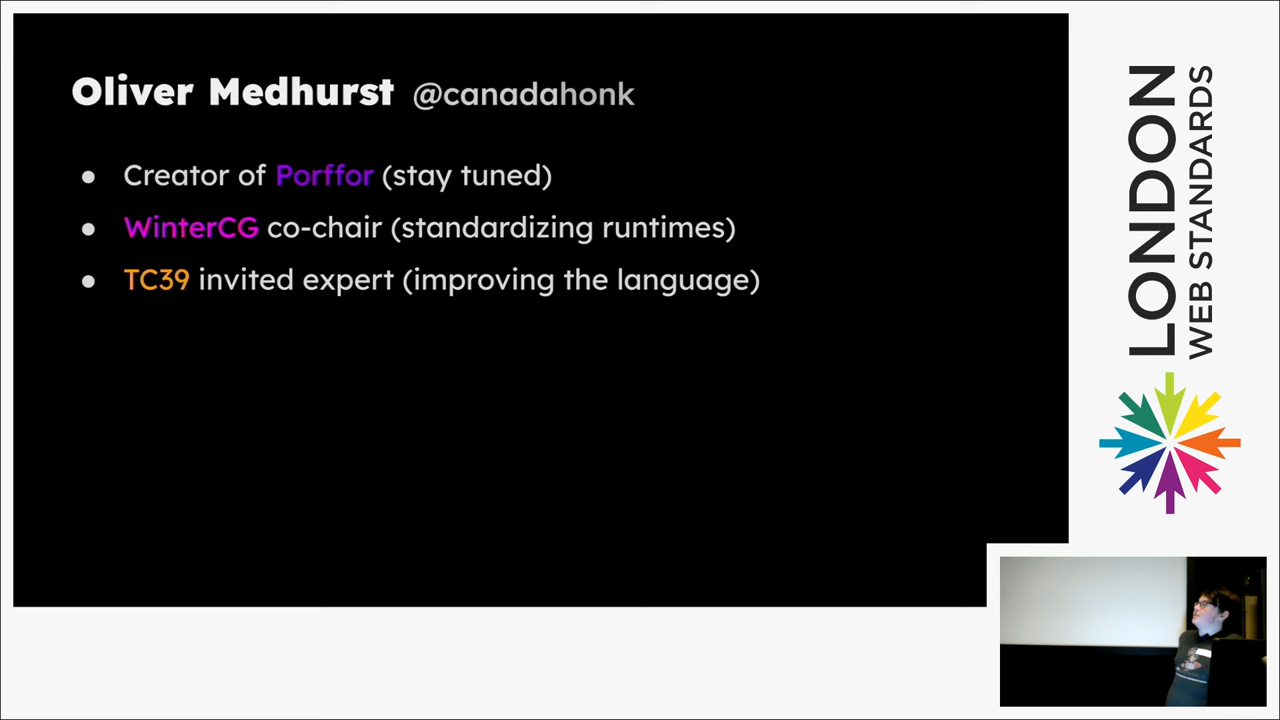 Oliver Medhurst @canadahonk
● Creator of Porffor (stay tuned)
● WinterCG co-chair (standardizing runtimes)
● TC39 invited expert (improving the language)
LONDON
WEB STANDARDS